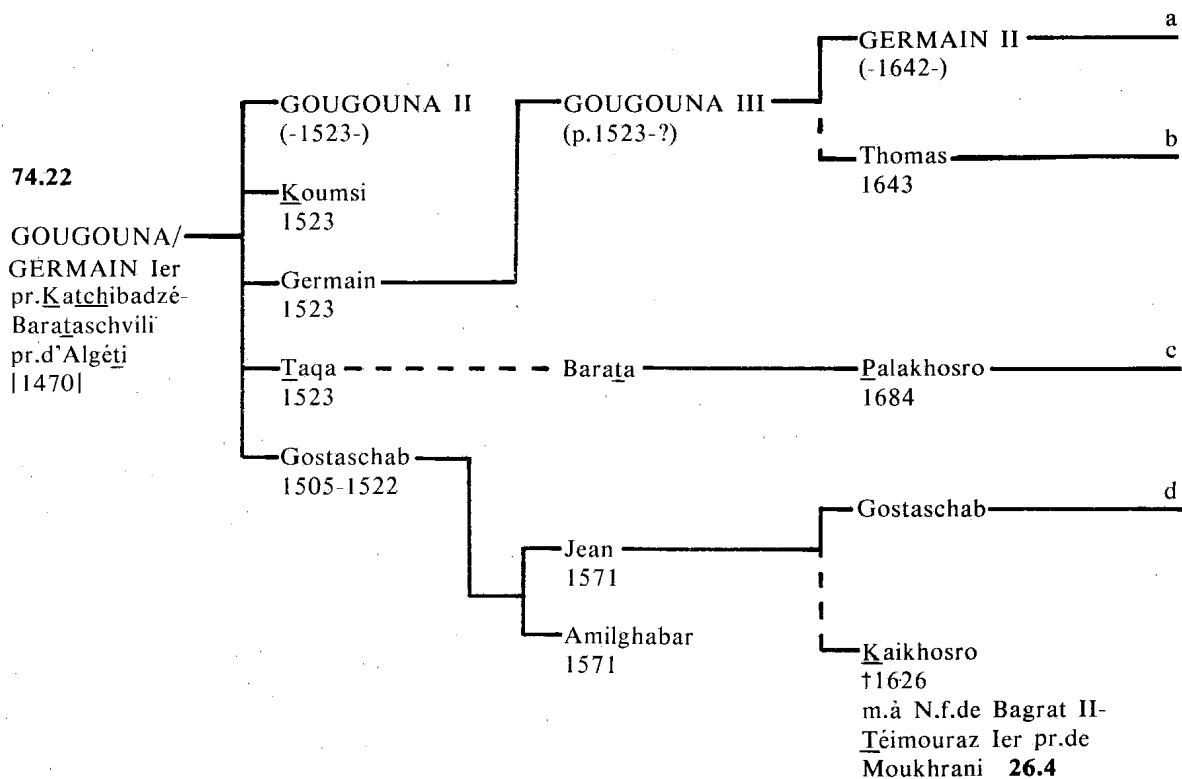 a
GERMAIN II
(-1642-)
GOUGOUNA II
(-1523-)
GOUGOUNA III
(p.1523-?)
b
Thomas
1643
74.22
Koumsi
1523
GOUGOUNA/
GERMAIN Ier
pr.Katchibadzé-
Barataschvili
pr.d'Algéti
|1470|
Germain
1523
Taqa
1523
Barata
Palakhosro
1684
c
Gostaschab
1505-1522
Gostaschab
d
Jean
1571
Amilghabar
1571
Kaikhosro
†1626
m.à N.f.de Bagrat II-
Téimouraz Ier pr.de
Moukhrani 26.4